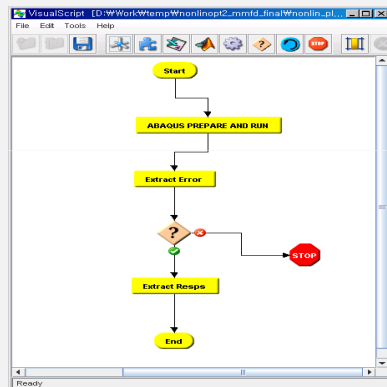 VisualScript [D:₩Work₩temp₩nonlinopt2_mmfd_final₩nonlin_pl...
File Edit Tools Help
STOP
Start
ABAQUS PREPARE AND RUN
Extract Error
?
STOP
Extract Resps
End
Ready